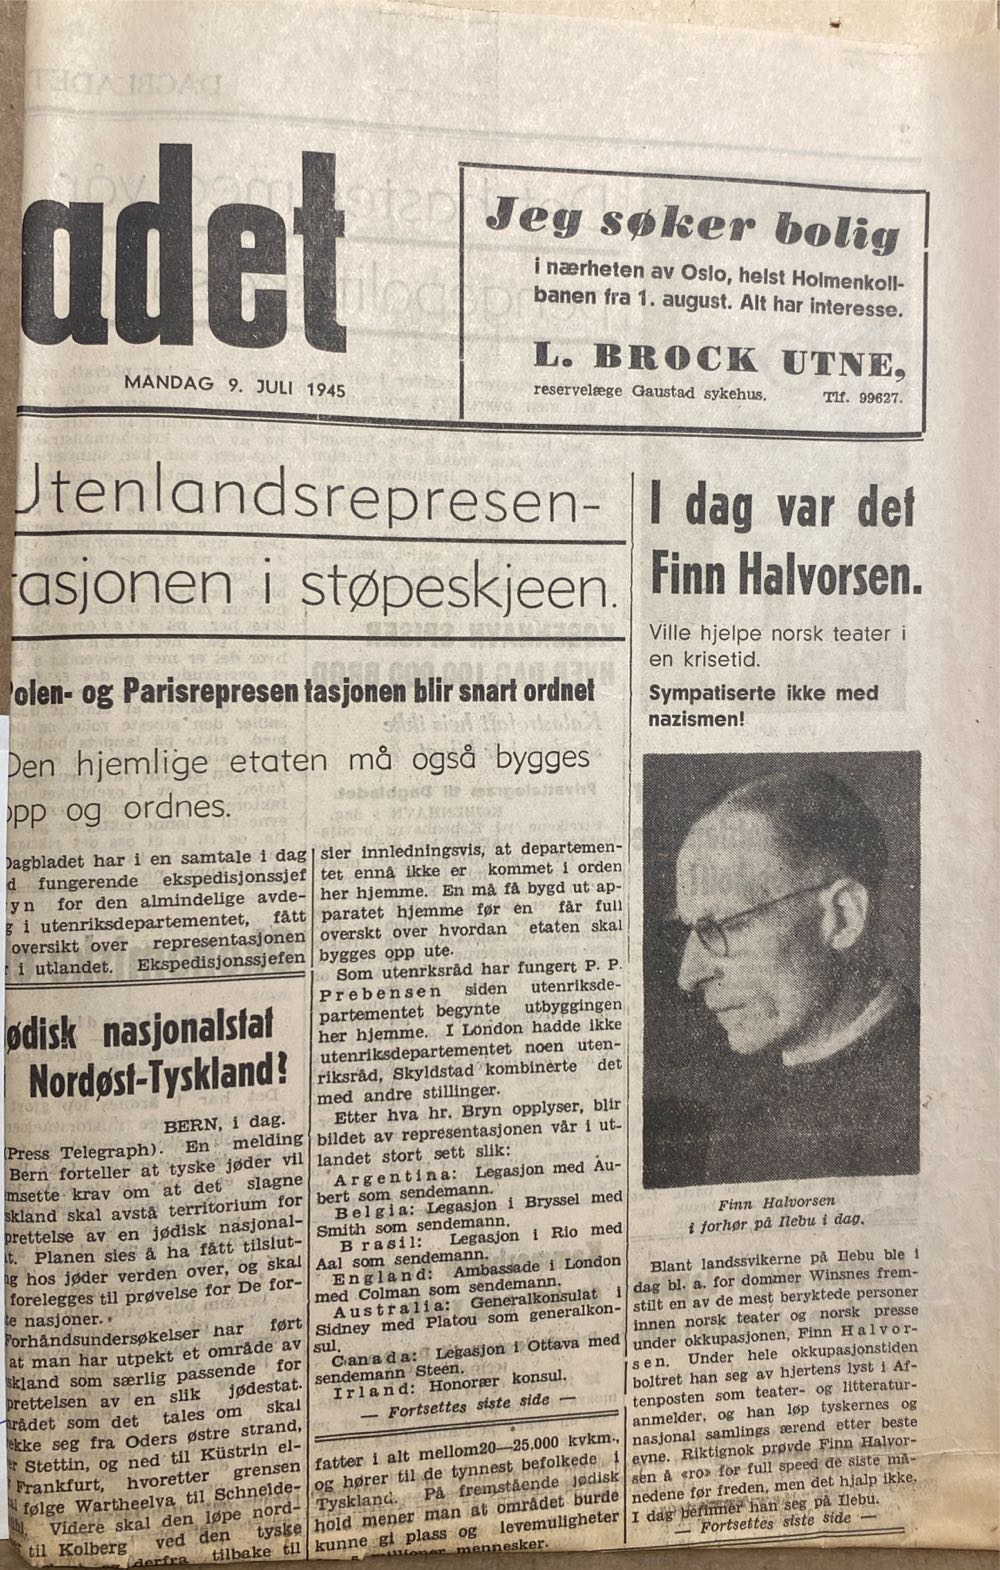 adet
MANDAG 9. JULI 1945
Jeg søker bolig
i nærheten av Oslo, helst Holmenkoll-
banen fra 1. august. Alt har interesse.
L. BROCK UTNE,
reservelæge Gaustad sykehus. Tlf. 99627.
Utenlandsrepresen-
asjonen i støpeskjeen.
olen- og Parisrepresentasjonen blir snart ordnet
Den hjemlige etaten må også bygges
opp og ordnes.
Dagbladet har i en samtale i dag
d fungerende ekspedisjonssjef
yn for den almindelige avde-
g i utenriksdepartementet, fått
oversikt over representasjonen
r i utlandet. Ekspedisjonssjefen
sier innledningsvis, at departemen-
tet ennå ikke er kommet i orden
her hjemme. En må få bygd ut ap-
paratet hjemme før en får full
overskt over hvordan etaten skal
bygges opp ute.
Som utenrksråd har fungert P. P.
Prebensen siden utenriksde-
partementet begynte utbyggingen
her hjemme. I London hadde ikke
utenriksdepartementet noen uten-
riksråd, Skyldstad kombinerte det
med andre stillinger.
Etter hva hr. Bryn opplyser, blir
bildet av representasjonen vår i ut-
landet stort sett slik:
Argentina: Legasjon med Au-
bert som sendemann.
Belgia: Legasjon i Bryssel med
Smith som sendemann.
Brasil: Legasjon i Rio med
Aal som sendemann.
England: Ambassade i London
med Colman som sendemann.
Australia: Generalkonsulat i
Sidney med Platou som generalkon-
sul.
Canada: Legasjon i Ottava med
sendemann Steen.
Irland: Honorær konsul.
— Fortsettes siste side —
ødisk nasjonalstat
Nordøst-Tyskland?
BERN, i dag.
(Press Telegraph). En melding
Bern forteller at tyske jøder vil
msette krav om at det slagne
skland skal avstå territorium for
prettelse av en jødisk nasjonal-
t. Planen sies å ha fått tilslut-
ng hos jøder verden over, og skal
forelegges til prøvelse for De for-
te nasjoner.
Forhåndsundersøkelser har ført
at man har utpekt et område av
skland som særlig passende for
prettelsen av en slik jødestat.
rådet som det tales om skal
ekke seg fra Oders østre strand,
r Stettin, og ned til Küstrin el-
Frankfurt, hvoretter grensen
l følge Wartheelva til Schneide-
hl. Videre skal den løpe nord-
til Kolberg ved den tyske
derfra tilbake til
fatter i alt mellom20—25.000 kvkm.,
og hører til de tynnest befolkede i
Tyskland. På fremstående jødisk
hold mener man at området burde
kunne gi plass og levemuligheter
5 millioner mennesker.
I dag var det
Finn Halvorsen.
Ville hjelpe norsk teater i
en krisetid.
Sympatiserte ikke med
nazismen!
Finn Halvorsen
i forhør på Ilebu i dag.
Blant landssvikerne på Ilebu ble i
dag bl. a. for dommer Winsnes frem-
stilt en av de mest beryktede personer
innen norsk teater og norsk presse
under okkupasjonen, Finn Halvor-
sen. Under hele okkupasjonstiden
boltret han seg av hjertens lyst i Af-
tenposten som teater- og litteratur-
anmelder, og han løp tyskernes og
nasjonal samlings ærend etter beste
evne. Riktignok prøvde Finn Halvor-
sen å «ro» for full speed de siste må-
nedene før freden, men det hjalp ikke.
I dag befinner han seg på Ilebu.
— Fortsettes siste side —